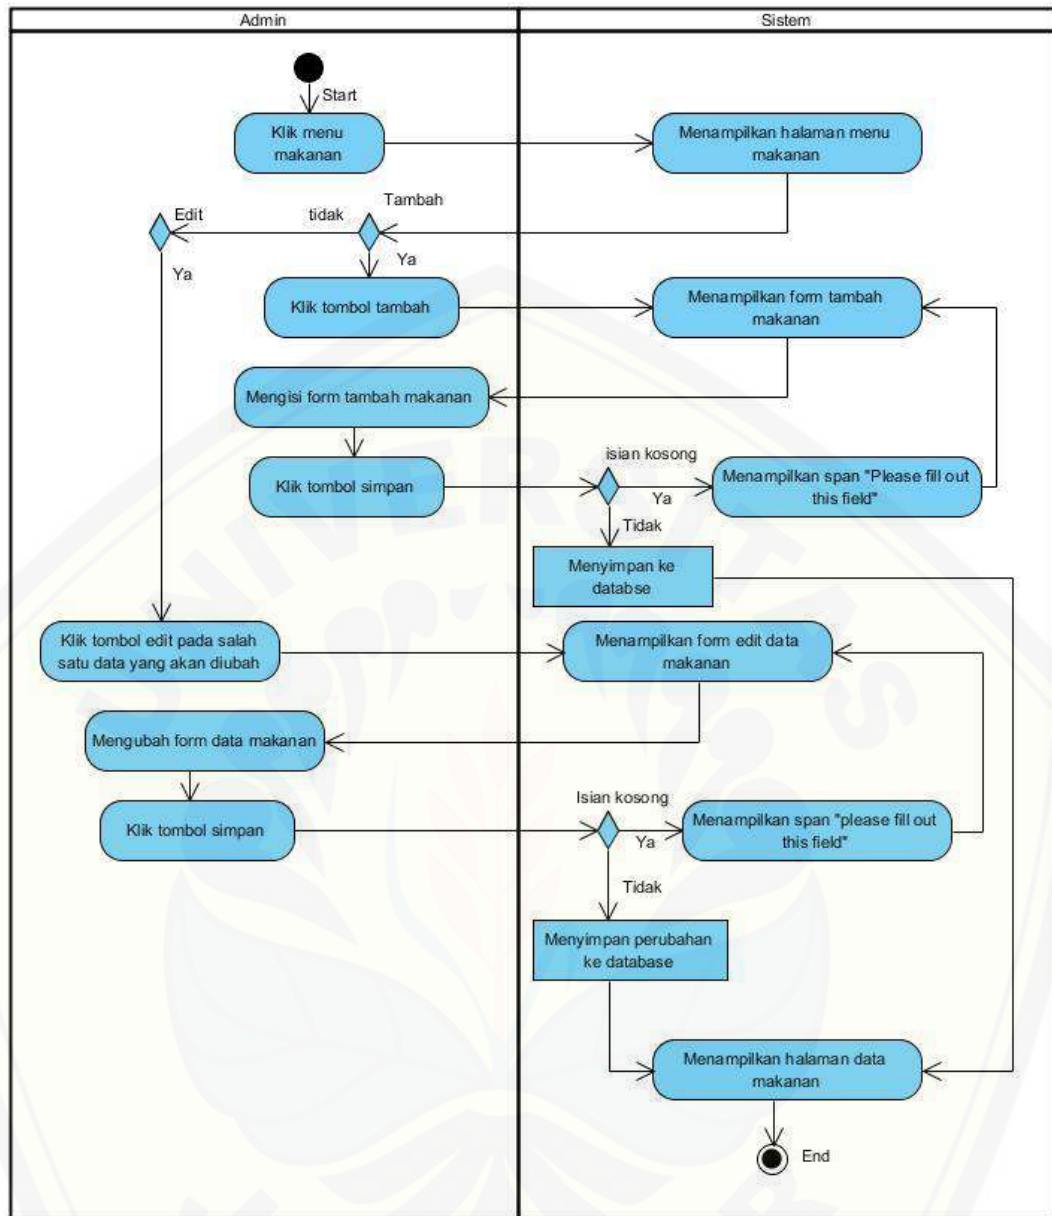 Admin
Sistem
Start
Klik menu
makanan
Menampilkan halaman menu
makanan
Edit
tidak
Tambah
Ya
Ya
Klik tombol tambah
Menampilkan form tambah
makanan
Mengisi form tambah makanan
Klik tombol simpan
isian kosong
Ya
Menampilkan span "Please fill out
this field"
Tidak
Menyimpan ke
databse
Klik tombol edit pada salah
satu data yang akan diubah
Menampilkan form edit data
makanan
Mengubah form data makanan
Klik tombol simpan
Isian kosong
Ya
Menampilkan span "please fill out
this field"
Tidak
Menyimpan perubahan
ke database
Menampilkan halaman data
makanan
End
UNIVERSITAS